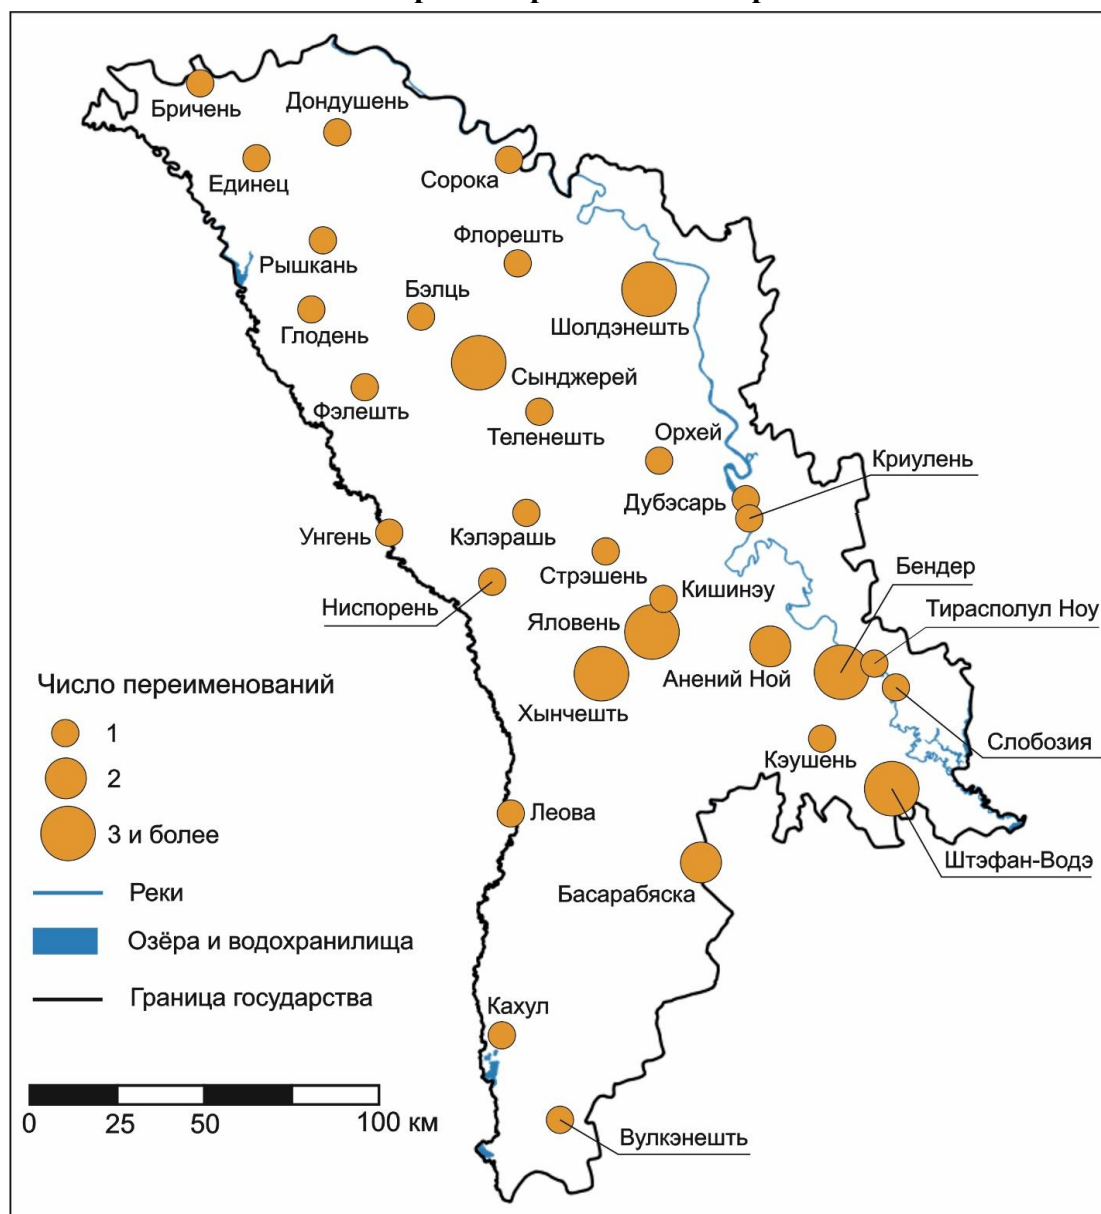 Бричень
Дондушень
Единец
Сорока
Флорешть
Рышкань
Бэлць
Глодень
Шолдэнешть
Сынджерей
Фэлешть
Теленешть
Орхей
Криулень
Дубэсарь
Унгень
Кэлэрашь
Стрэшень
Бендер
Ниспорень
Кишинэу
Тирасполул Ноу
Яловень
Анений Ной
Хынчешть
Слобозия
Кэушень
Леова
Штэфан-Водэ
Басарабяска
Кахул
Вулкэнешть
Число переименований
1
2
3 и более
Реки
Озёра и водохранилища
Граница государства
0 25 50 100 км